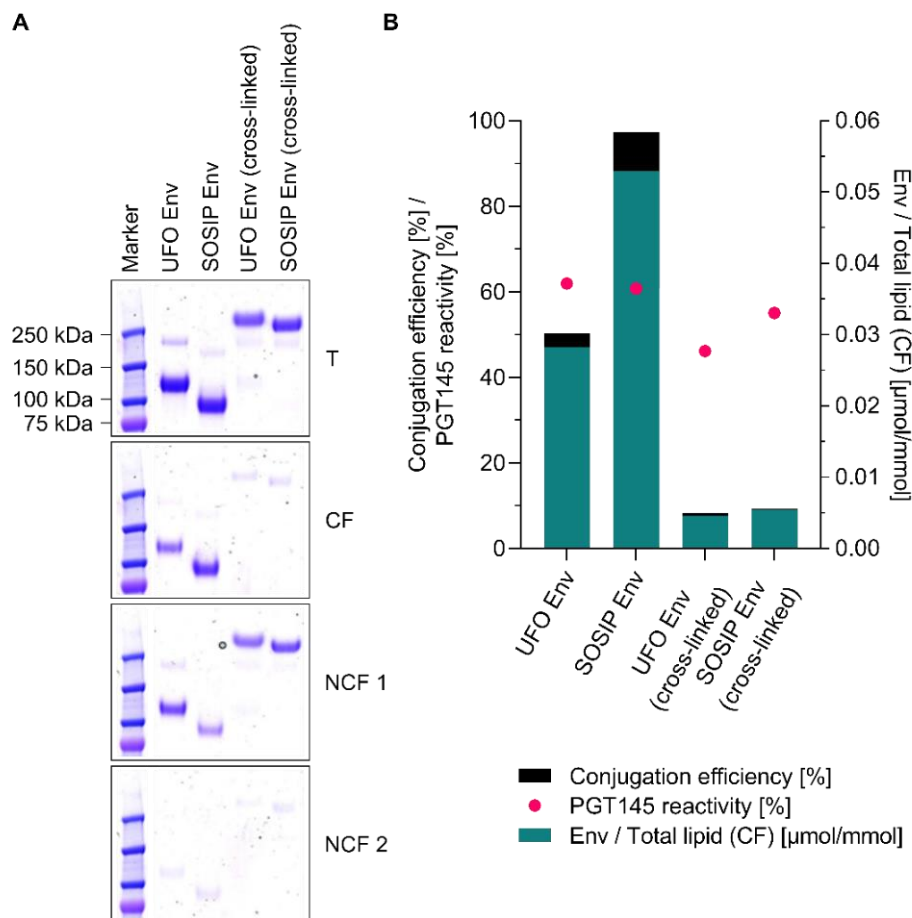 A
Marker
UFO Env
SOSIP Env
UFO Env (cross-linked)
SOSIP Env (cross-linked)
250 kDa
150 kDa
100 kDa
75 kDa
T
CF
NCF 1
NCF 2
B
Conjugation efficiency [%] /
PGT145 reactivity [%]
100
80
60
40
20
0
0.06
0.05
0.04
0.03
0.02
0.01
0.00
Env / Total lipid (CF) [µmol/mmol]
UFO Env
SOSIP Env
UFO Env
(cross-linked)
SOSIP Env
(cross-linked)
Conjugation efficiency [%]
PGT145 reactivity [%]
Env / Total lipid (CF) [µmol/mmol]